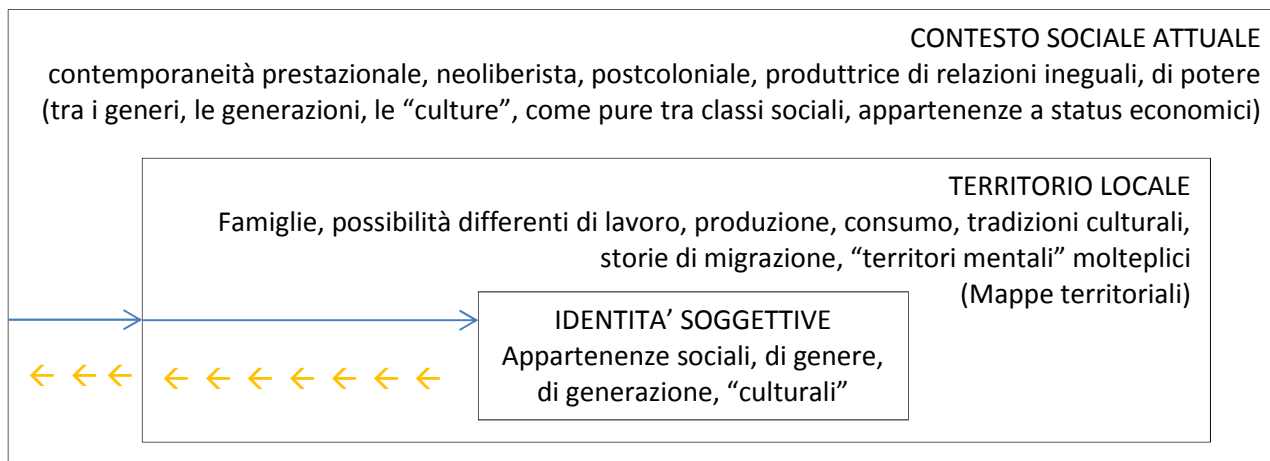 CONTESTO SOCIALE ATTUALE
contemporaneità prestazionale, neoliberista, postcoloniale, produttrice di relazioni ineguali, di potere
(tra i generi, le generazioni, le “culture”, come pure tra classi sociali, appartenenze a status economici)
TERRITORIO LOCALE
Famiglie, possibilità differenti di lavoro, produzione, consumo, tradizioni culturali,
storie di migrazione, “territori mentali” molteplici
(Mappe territoriali)
IDENTITA’ SOGGETTIVE
Appartenenze sociali, di genere,
di generazione, “culturali”